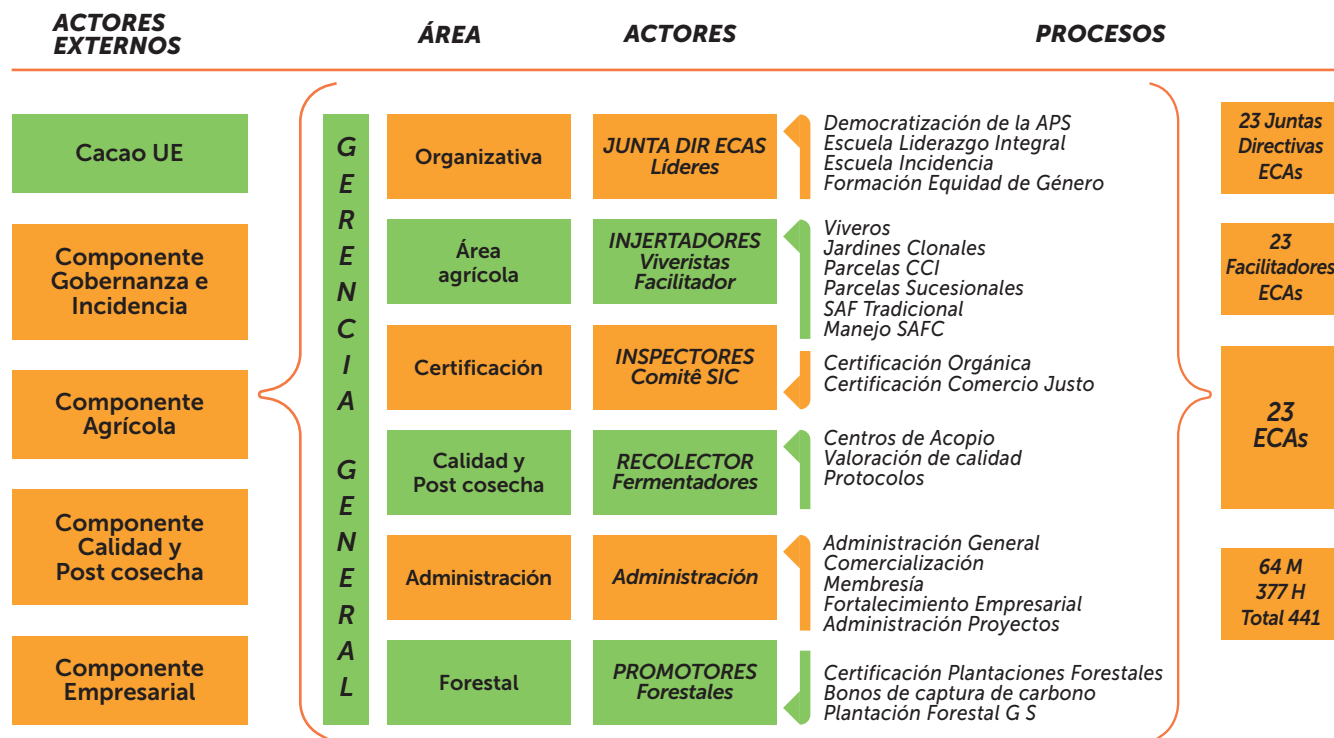 ACTORES
EXTERNOS
ÁREA
ACTORES
PROCESOS
Cacao UE
Componente
Gobernanza e
Incidencia
Componente
Agrícola
Componente
Calidad y
Post cosecha
Componente
Empresarial
G
E
R
E
N
C
I
A
G
E
N
E
R
A
L
Organizativa
JUNTA DIR ECAS
Líderes
Democratización de la APS
Escuela Liderazgo Integral
Escuela Incidencia
Formación Equidad de Género
Área
agrícola
INJERTADORES
Viveristas
Facilitador
Viveros
Jardines Clonales
Parcelas CCI
Parcelas Sucesionales
SAF Tradicional
Manejo SAFC
Certificación
INSPECTORES
Comitê SIC
Certificación Orgánica
Certificación Comercio Justo
Calidad y
Post cosecha
RECOLECTOR
Fermentadores
Centros de Acopio
Valoración de calidad
Protocolos
Administración
Administración
Administración General
Comercialización
Membresía
Fortalecimiento Empresarial
Administración Proyectos
Forestal
PROMOTORES
Forestales
Certificación Plantaciones Forestales
Bonos de captura de carbono
Plantación Forestal G S
23 Juntas
Directivas
ECAs
23
Facilitadores
ECAs
23
ECAs
64 M
377 H
Total 441